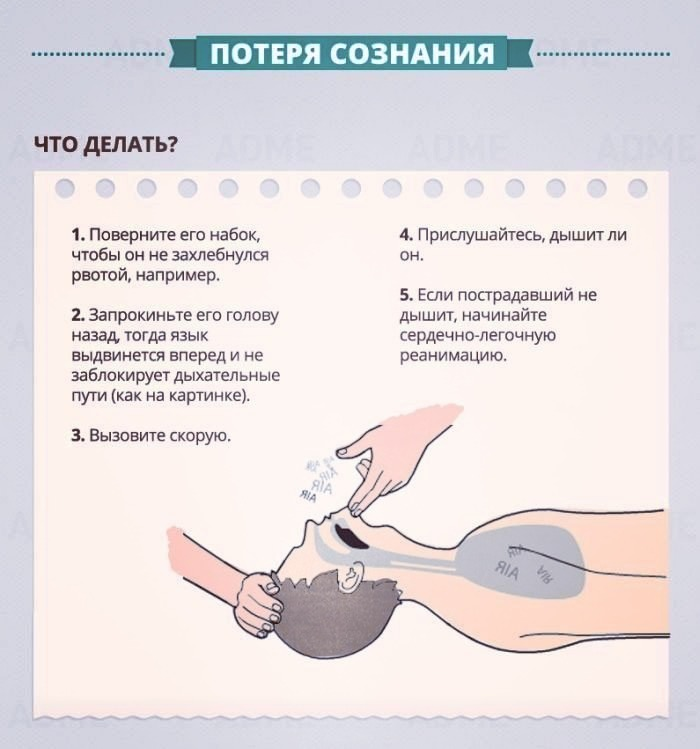 ПОТЕРЯ СОЗНАНИЯ
ADME
ADME
ЧТО ДЕЛАТЬ?
ADME
ADME
1. Поверните его набок,
чтобы он не захлебнулся
рвотой, например.
2. Запрокиньте его голову
назад, тогда язык
выдвинется вперед и не
заблокирует дыхательные
пути (как на картинке).
3. Вызовите скорую.
4. Прислушайтесь, дышит ли
он.
5. Если пострадавший не
дышит, начинайте
сердечно-легочную
реанимацию.
AIR
AIR
AIR
AIR
AIR
AIR